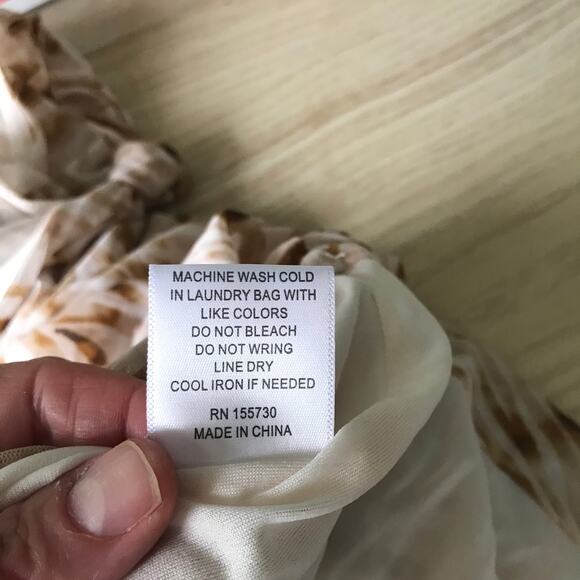 MACHINE WASH COLD
IN LAUNDRY BAG WITH
LIKE COLORS
DO NOT BLEACH
DO NOT WRING
LINE DRY
COOL IRON IF NEEDED
RN 155730
MADE IN CHINA